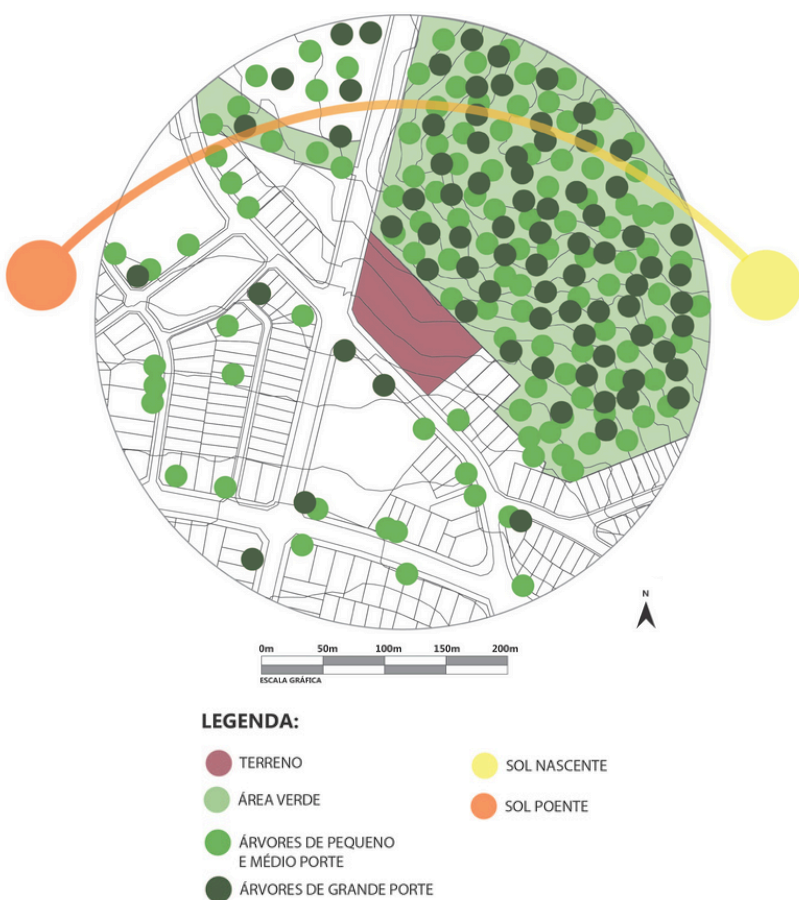 N
0m 50m 100m 150m 200m
ESCALA GRÁFICA
LEGENDA:
TERRENO
ÁREA VERDE
ÁRVORES DE PEQUENO
E MÉDIO PORTE
ÁRVORES DE GRANDE PORTE
SOL NASCENTE
SOL POENTE